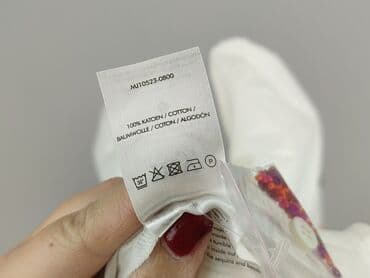 MJ10523-0800
100% KATOEN / COTTON /
BAUMWOLLE / COTON / ALGODÓN
P